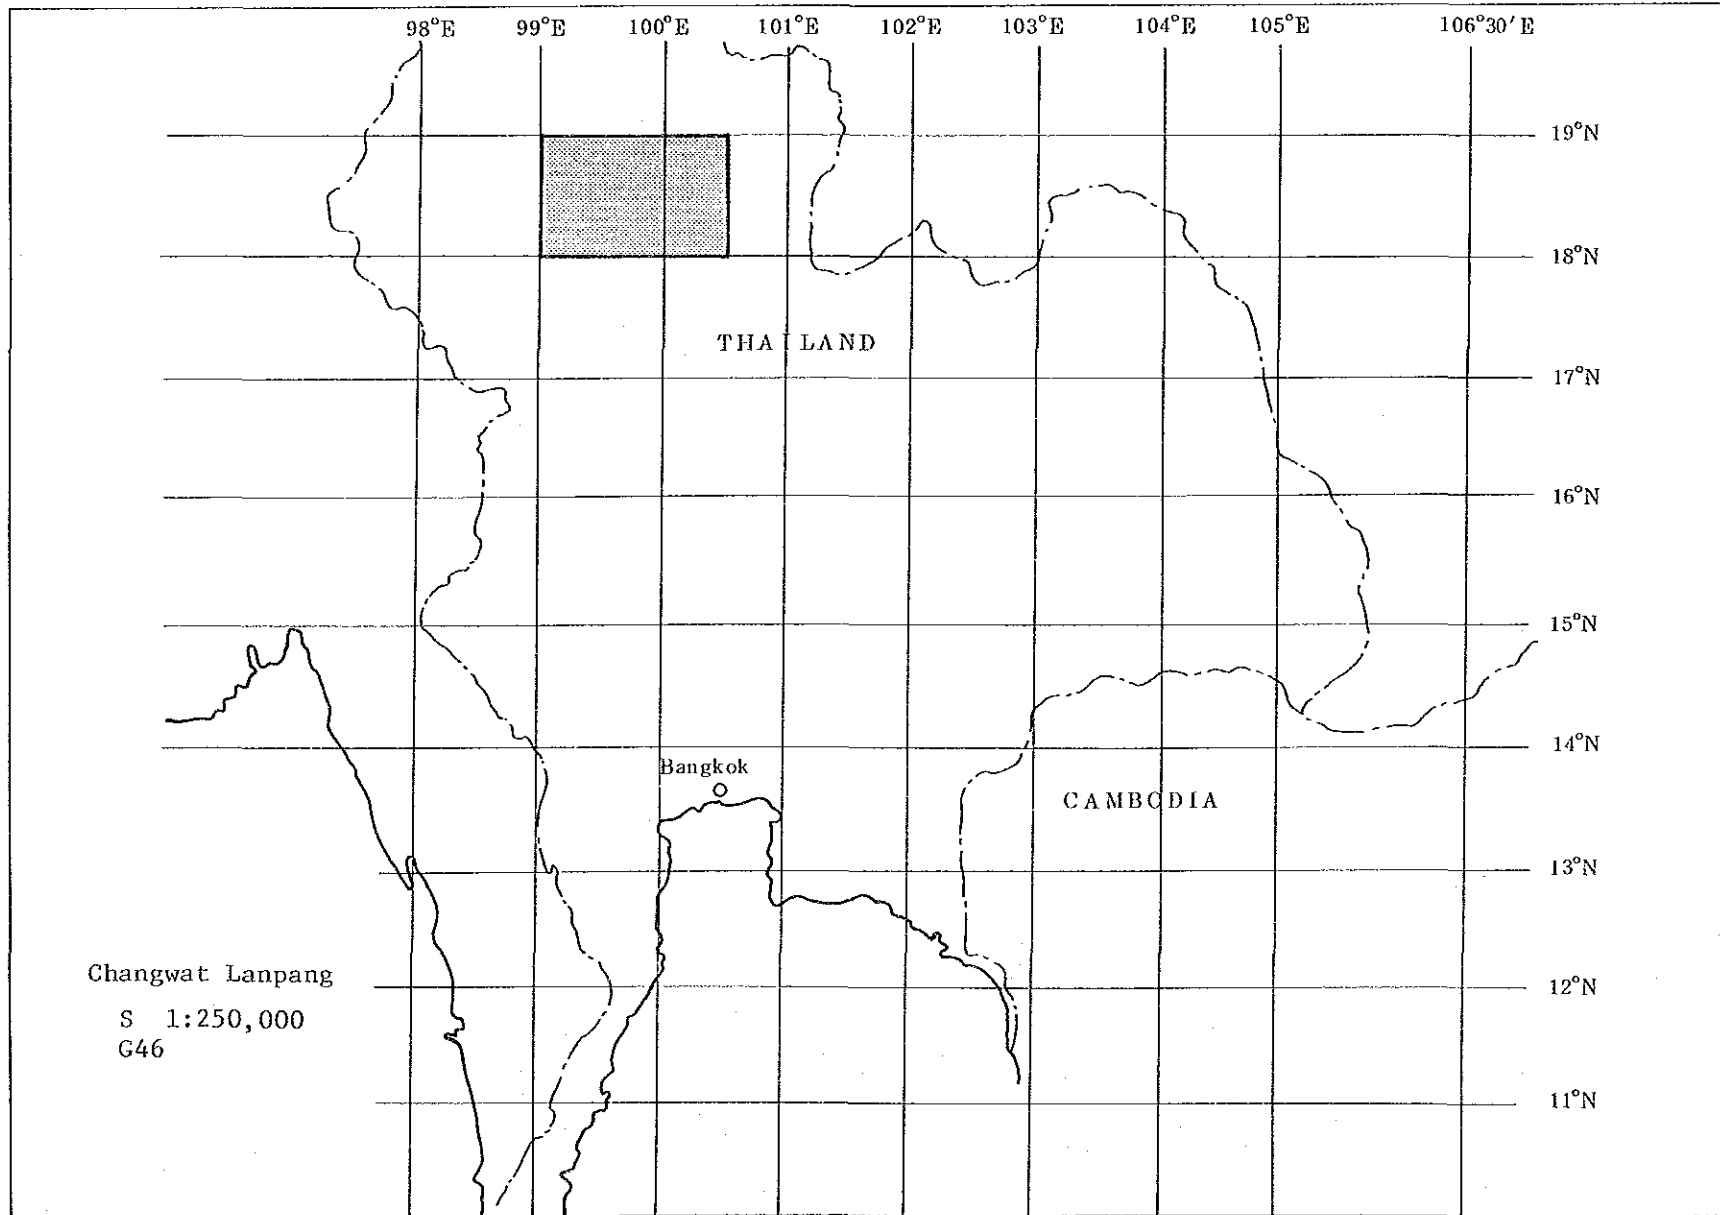 98°E 99°E 100°E 101°E 102°E 103°E 104°E 105°E 106°30′E
19°N
18°N
THAILAND
17°N
16°N
15°N
14°N
Bangkok
CAMBODIA
13°N
Changwat Lanpang
12°N
S 1:250,000
G46
11°N